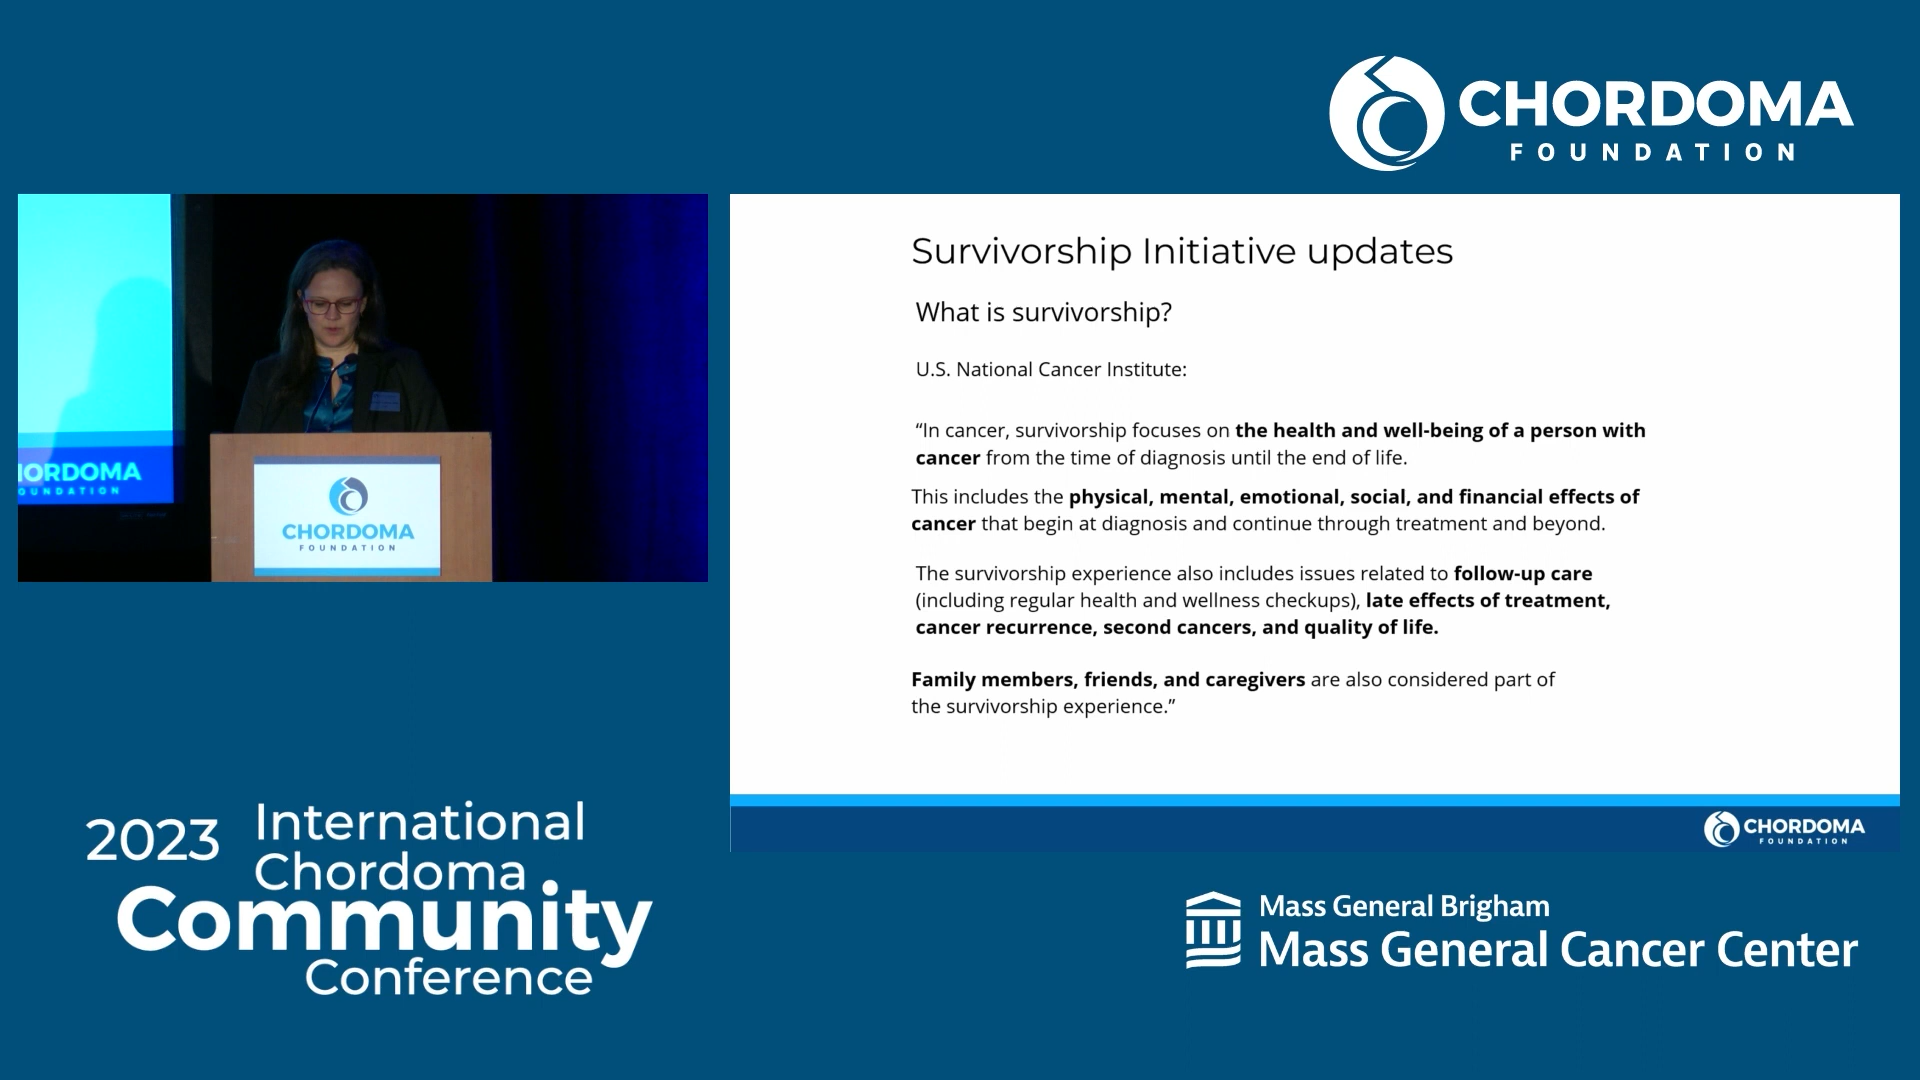 CHORDOMA
FOUNDATION
ORDOMA
OUNDATION
CHORDOMA
FOUNDATION
Survivorship Initiative updates
What is survivorship?
U.S. National Cancer Institute:
“In cancer, survivorship focuses on the health and well-being of a person with
cancer from the time of diagnosis until the end of life.
This includes the physical, mental, emotional, social, and financial effects of
cancer that begin at diagnosis and continue through treatment and beyond.
The survivorship experience also includes issues related to follow-up care
(including regular health and wellness checkups), late effects of treatment,
cancer recurrence, second cancers, and quality of life.
Family members, friends, and caregivers are also considered part of
the survivorship experience.”
CHORDOMA
FOUNDATION
2023 International
Chordoma
Community
Conference
Mass General Brigham
Mass General Cancer Center